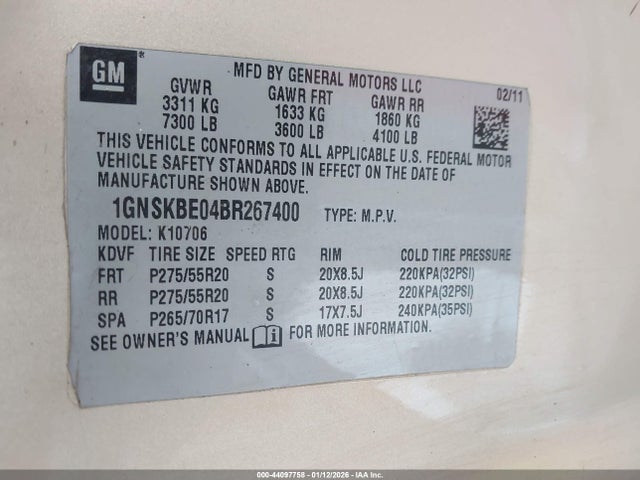 GM
MFD BY GENERAL MOTORS LLC
02/11
GVWR GAWR FRT GAWR RR
3311 KG 1633 KG 1860 KG
7300 LB 3600 LB 4100 LB
THIS VEHICLE CONFORMS TO ALL APPLICABLE U.S. FEDERAL MOTOR
VEHICLE SAFETY STANDARDS IN EFFECT ON THE DATE OF
MANUFACTURE SHOWN ABOVE.
1GNSKBE04BR267400 TYPE: M.P.V.
MODEL: K10706
KDVF TIRE SIZE SPEED RTG RIM COLD TIRE PRESSURE
FRT P275/55R20 S 20X8.5J 220KPA(32PSI)
RR P275/55R20 S 20X8.5J 220KPA(32PSI)
SPA P265/70R17 S 17X7.5J 240KPA(35PSI)
SEE OWNER'S MANUAL FOR MORE INFORMATION.
000-44097758 - 01/12/2026 - IAA Inc.